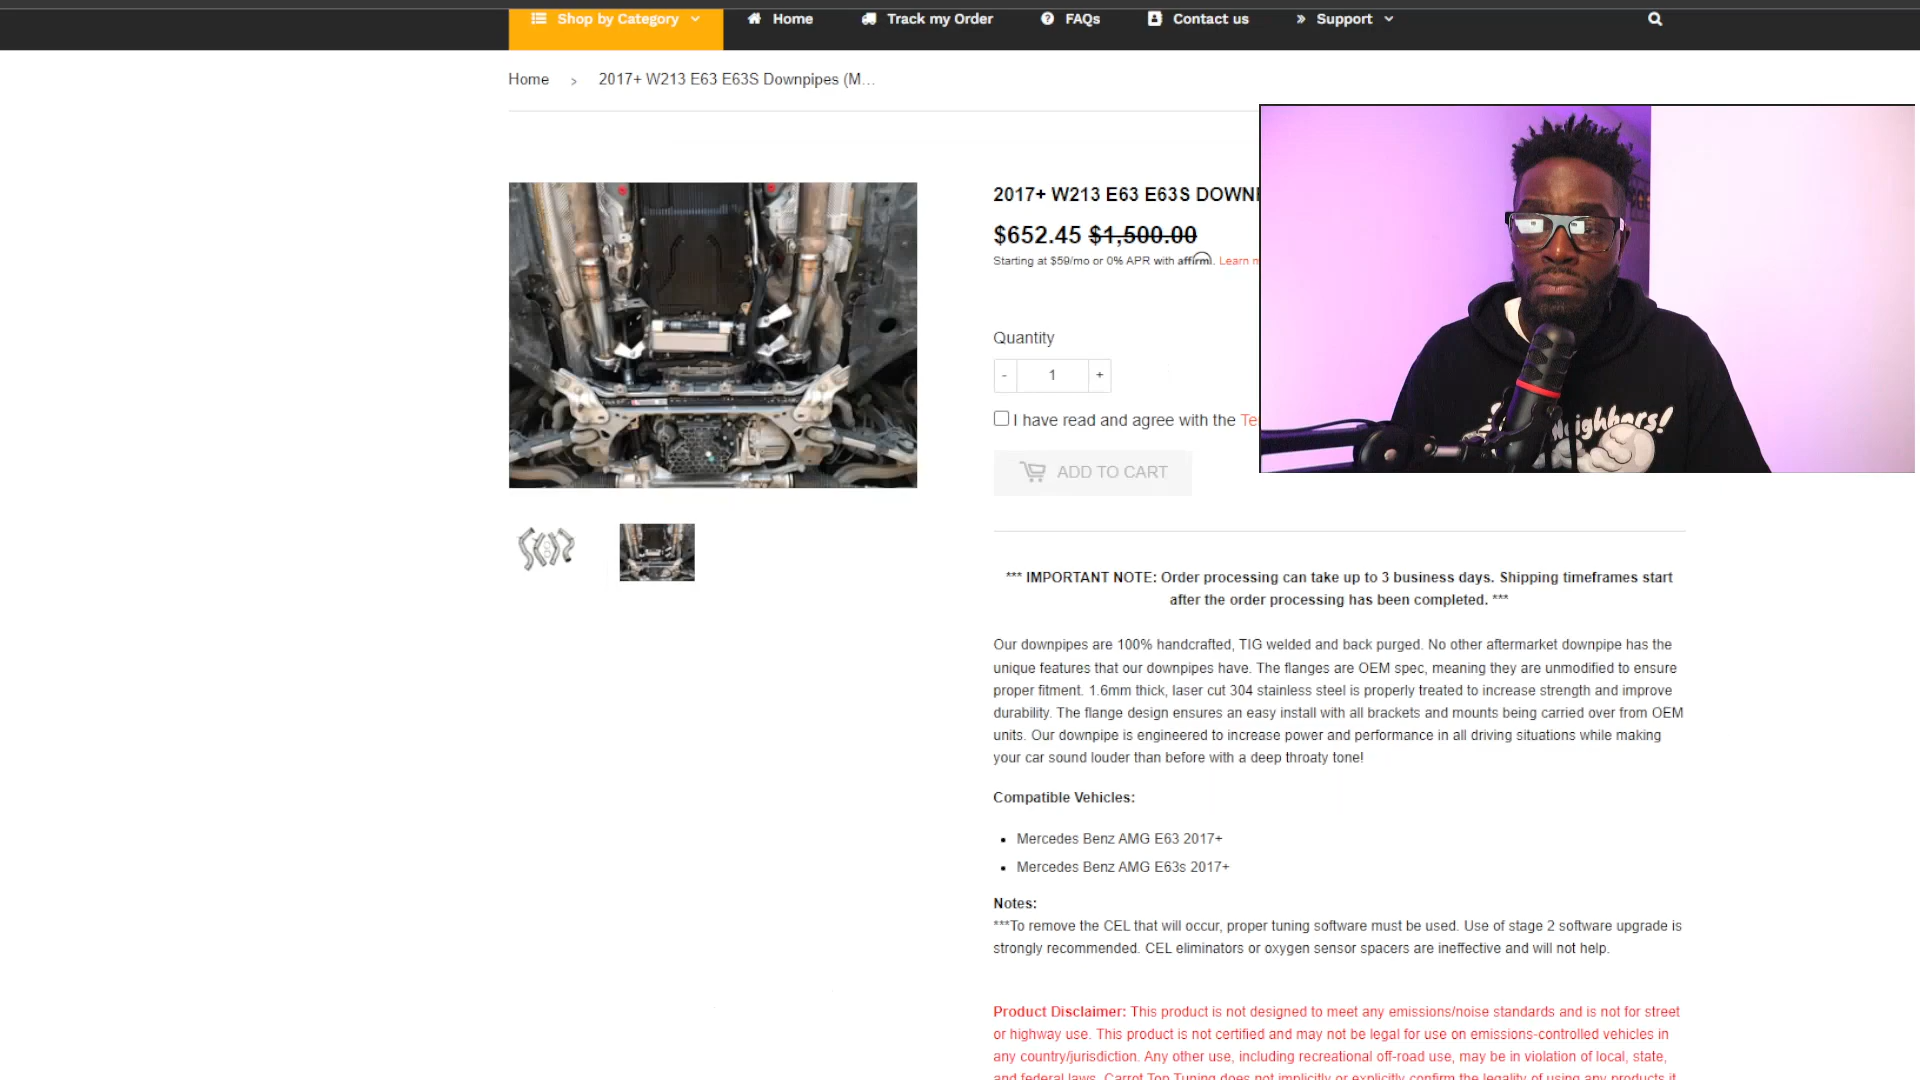 Shop by Category
Home
Track my Order
FAQs
Contact us
Support
Home > 2017+ W213 E63 E63S Downpipes (M...
2017+ W213 E63 E63S DOWN
$652.45 $1,500.00
Starting at $59/mo or 0% APR with affirm. Learn
Quantity
- 1 +
I have read and agree with the Te
ADD TO CART
*** IMPORTANT NOTE: Order processing can take up to 3 business days. Shipping timeframes start
after the order processing has been completed. ***
Our downpipes are 100% handcrafted, TIG welded and back purged. No other aftermarket downpipe has the
unique features that our downpipes have. The flanges are OEM spec, meaning they are unmodified to ensure
proper fitment. 1.6mm thick, laser cut 304 stainless steel is properly treated to increase strength and improve
durability. The flange design ensures an easy install with all brackets and mounts being carried over from OEM
units. Our downpipe is engineered to increase power and performance in all driving situations while making
your car sound louder than before with a deep throaty tone!
Compatible Vehicles:
• Mercedes Benz AMG E63 2017+
• Mercedes Benz AMG E63s 2017+
Notes:
***To remove the CEL that will occur, proper tuning software must be used. Use of stage 2 software upgrade is
strongly recommended. CEL eliminators or oxygen sensor spacers are ineffective and will not help.
Product Disclaimer: This product is not designed to meet any emissions/noise standards and is not for street
or highway use. This product is not certified and may not be legal for use on emissions-controlled vehicles in
any country/jurisdiction. Any other use, including recreational off-road use, may be in violation of local, state,
and federal laws. Carrot Top Tuning does not implicitly or explicitly confirm the legality of using any products it